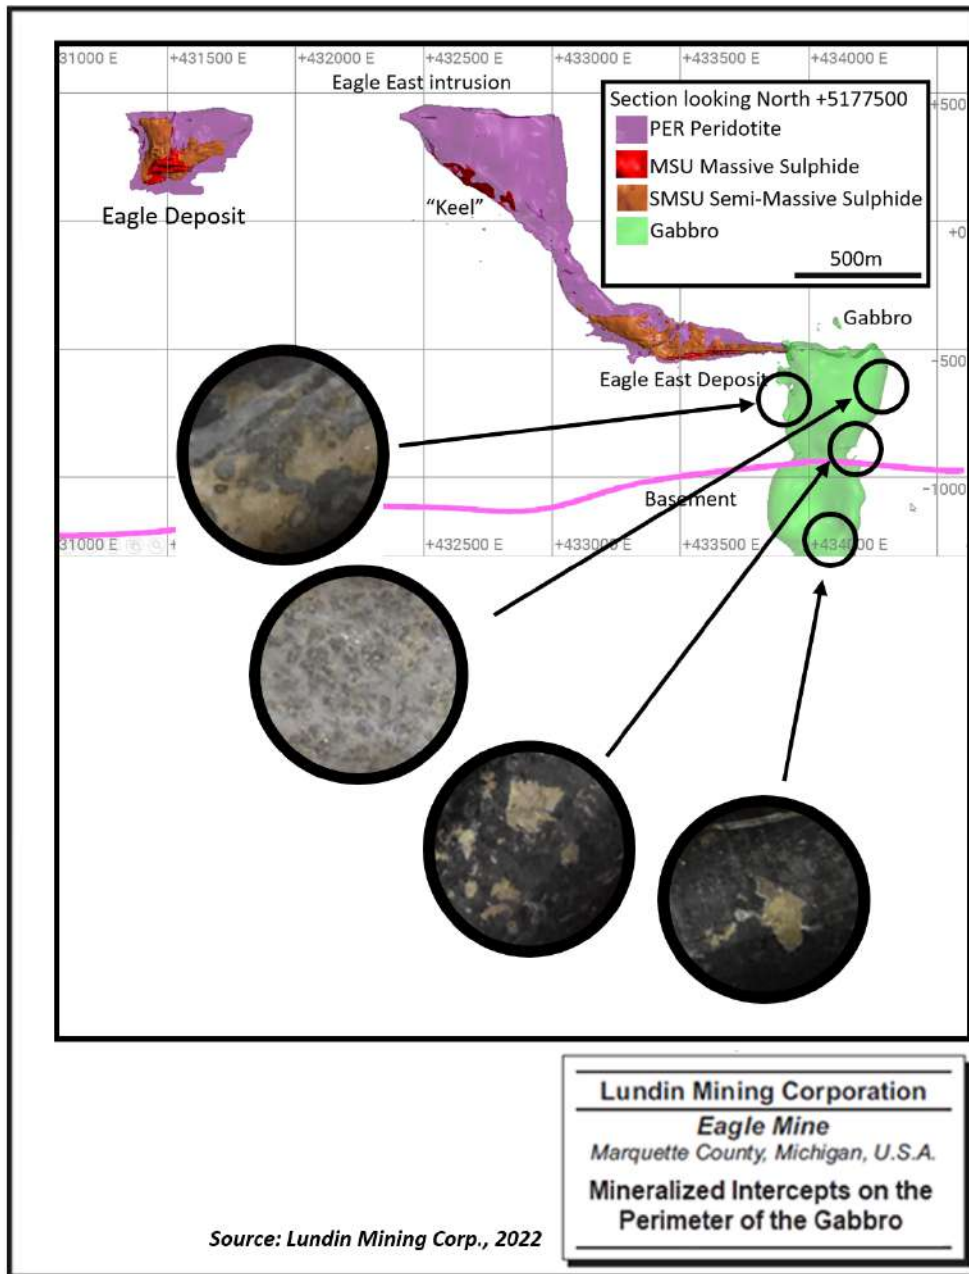 31000 E +431500 E +432000 E +432500 E +433000 E +433500 E +434000 E
Eagle East intrusion
+500
Section looking North +5177500
PER Peridotite
MSU Massive Sulphide
SMSU Semi-Massive Sulphide
Gabbro
500m
Eagle Deposit
“Keel”
+0
Gabbro
-500
Eagle East Deposit
Basement
-1000
31000 E + +432500 E +433000 E +433500 E +434000 E
Lundin Mining Corporation
Eagle Mine
Marquette County, Michigan, U.S.A.
Mineralized Intercepts on the
Perimeter of the Gabbro
Source: Lundin Mining Corp., 2022